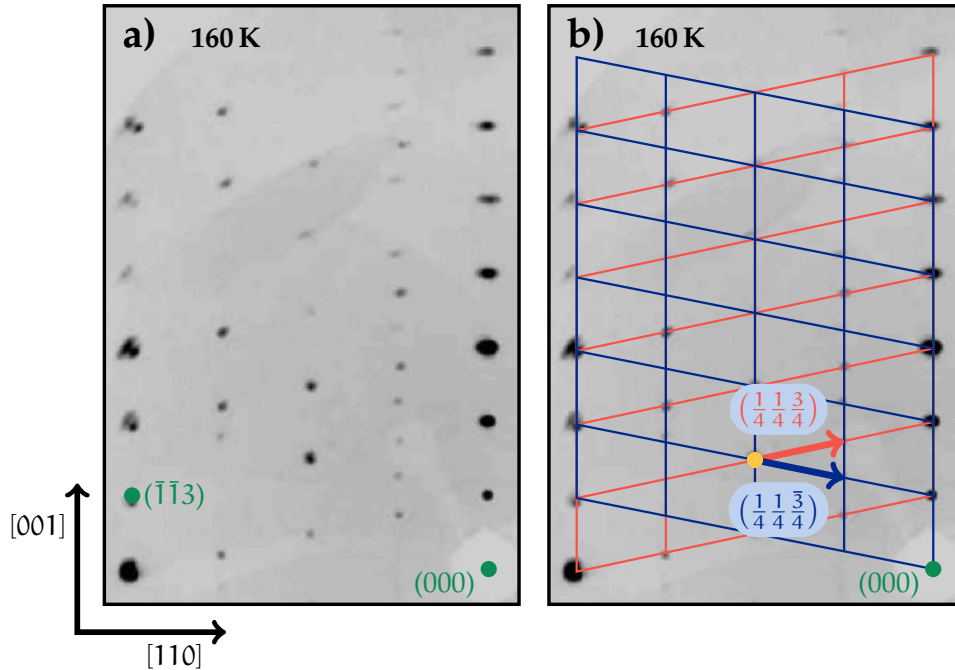 a) 160 K
(1̄1̄3)
[001]
(000)
[110]
b) 160 K
(1/4 1/4 3/4)
(1/4 1/4 3̄/4)
(000)